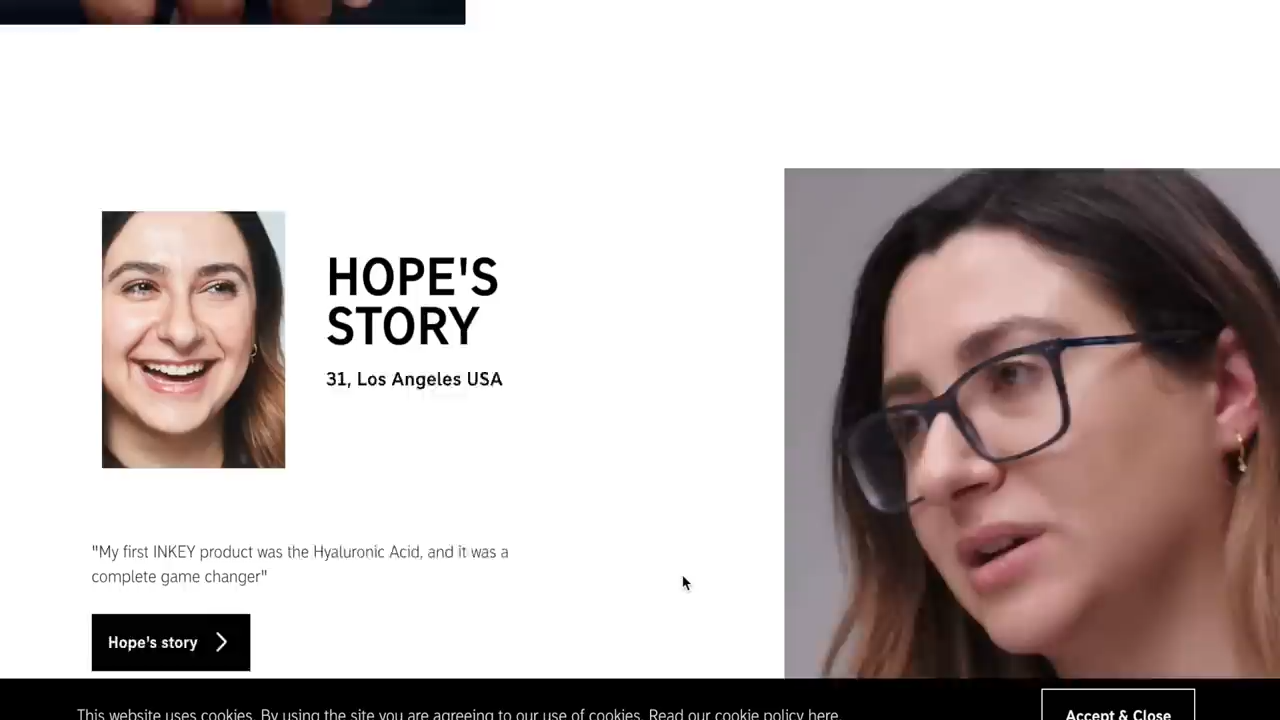 HOPE'S
STORY
31, Los Angeles USA
"My first INKEY product was the Hyaluronic Acid, and it was a
complete game changer"
Hope's story
This website uses cookies. By using the site you are agreeing to our use of cookies. Read our cookie policy here.
Accept & Close